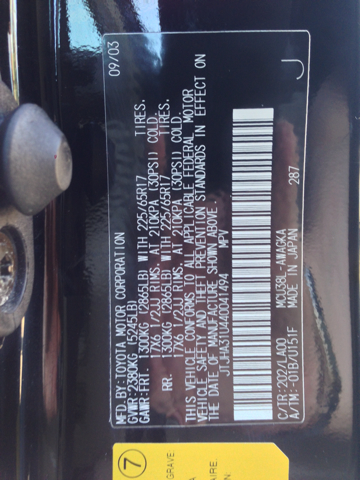 09/03
MFD.BY:TOYOTA MOTOR CORPORATION
GVWR:2380KG (5245LB)
GAWR:FRT. 1300KG (2865LB) WITH 225/65R17 TIRES.
17X6 1/2JJ RIMS, AT 210KPA (30PSI) COLD.
RR. 1300KG (2865LB) WITH 225/65R17 TIRES.
17X6 1/2JJ RIMS, AT 210KPA (30PSI) COLD.
THIS VEHICLE CONFORMS TO ALL APPLICABLE FEDERAL MOTOR
VEHICLE SAFETY AND THEFT PREVENTION STANDARDS IN EFFECT ON
THE DATE OF MANUFACTURE SHOWN ABOVE.
JTJHA31U440041494 MPV
C/TR:202/LA00 MCU38L-AWAGKA
A/TM:-01B/U151F MADE IN JAPAN
287
J
7
GRAVE.
AIRE.